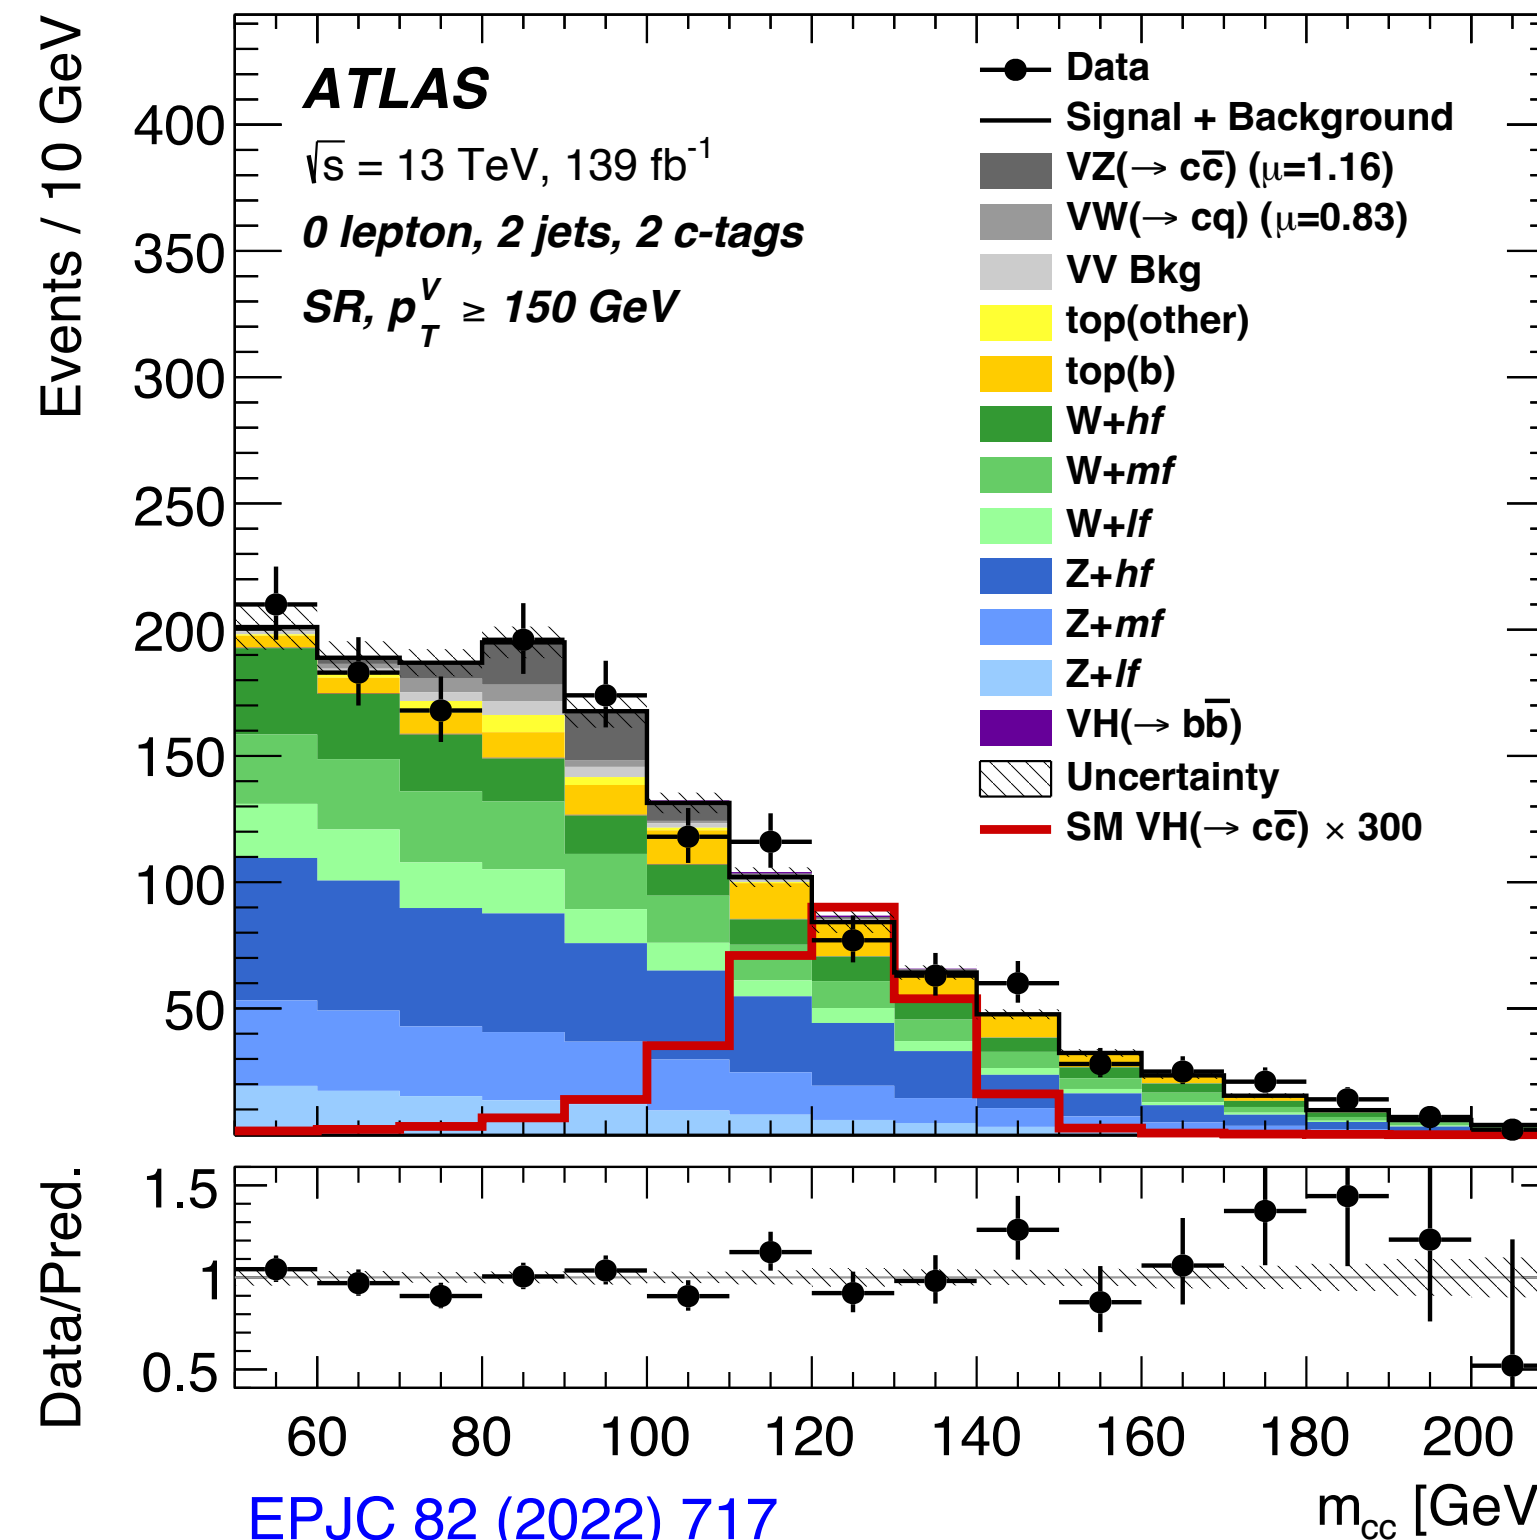 Events / 10 GeV
400
350
300
250
200
150
100
50
ATLAS
√s = 13 TeV, 139 fb⁻¹
0 lepton, 2 jets, 2 c-tags
SR, p_T^V ≥ 150 GeV
Data
Signal + Background
VZ(→ cc̅) (μ=1.16)
VW(→ cq) (μ=0.83)
VV Bkg
top(other)
top(b)
W+hf
W+mf
W+lf
Z+hf
Z+mf
Z+lf
VH(→ bb̅)
Uncertainty
SM VH(→ cc̅) × 300
Data/Pred.
1.5
1
0.5
60 80 100 120 140 160 180 200
m_cc [GeV
EPJC 82 (2022) 717